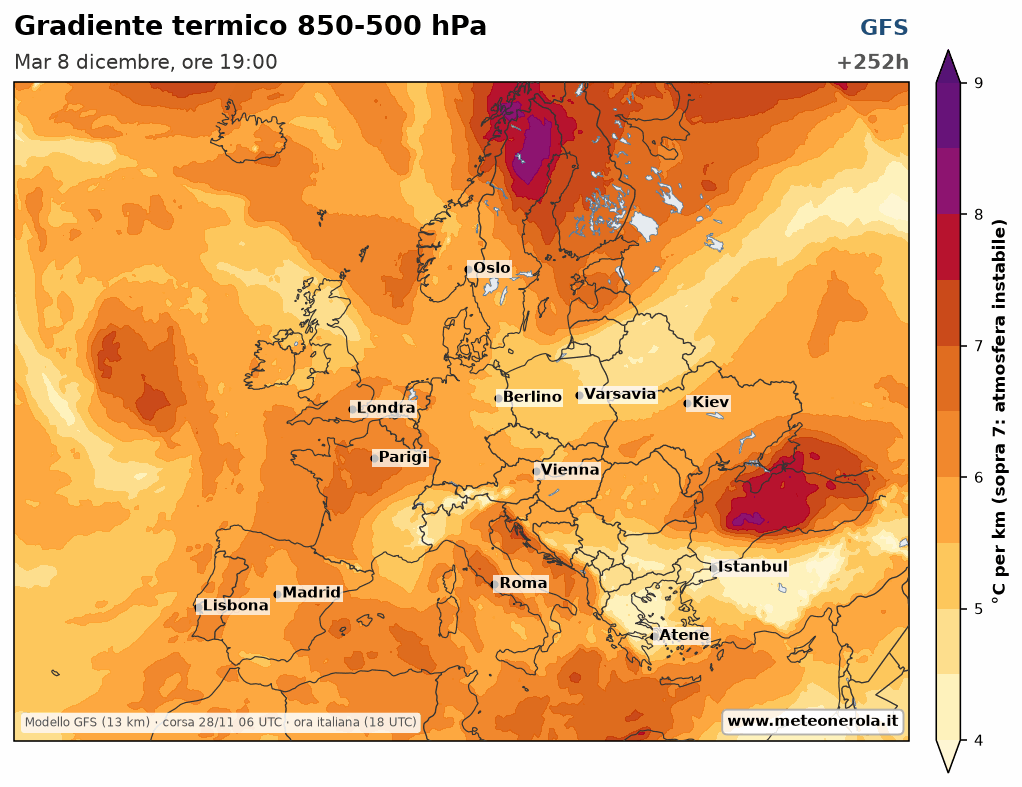 Gradiente termico 850-500 hPa
GFS
Mar 8 dicembre, ore 19:00
+252h
Oslo
Berlino
Varsavia
Kiev
Londra
Parigi
Vienna
Istanbul
Roma
Madrid
Lisbona
Atene
Modello GFS (13 km) · corsa 28/11 06 UTC · ora italiana (18 UTC)
www.meteonerola.it
9
8
7
6
5
4
°C per km (sopra 7: atmosfera instabile)